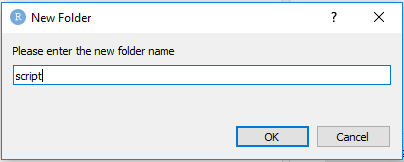 R New Folder ?
Please enter the new folder name
script
OK Cancel